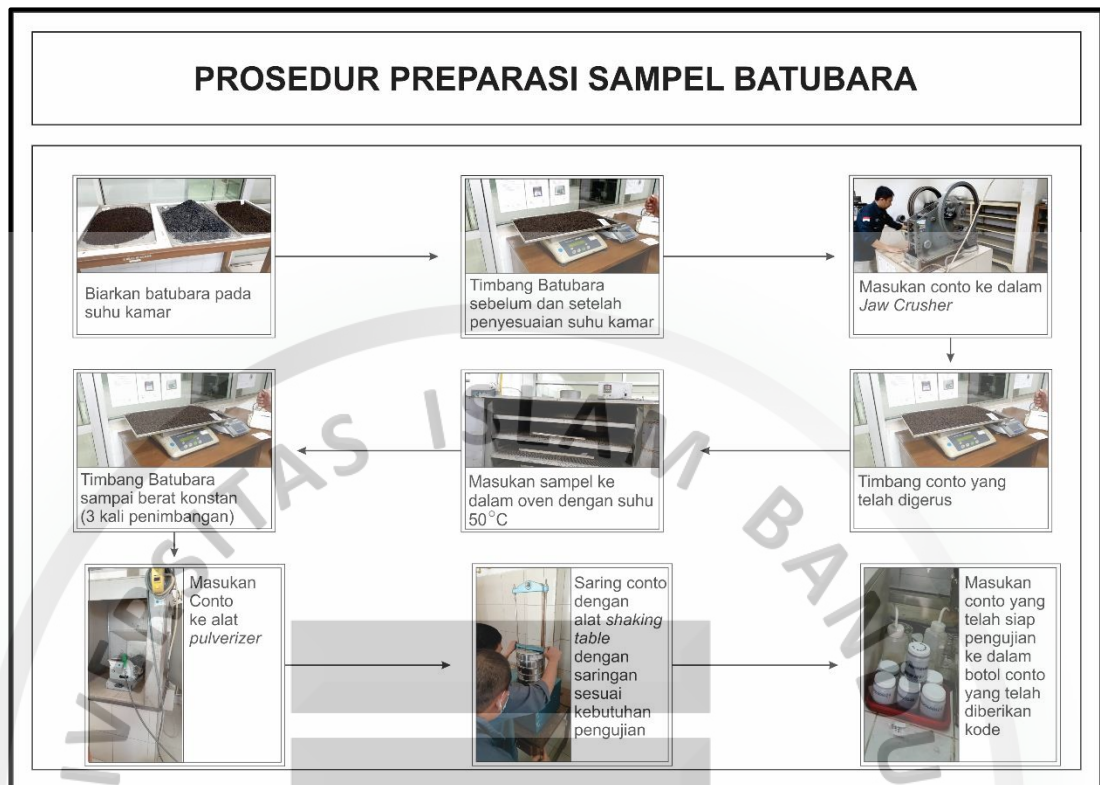 PROSEDUR PREPARASI SAMPEL BATUBARA
Biarkan batubara pada
suhu kamar
Timbang Batubara
sebelum dan setelah
penyesuaian suhu kamar
Masukan conto ke dalam
Jaw Crusher
Timbang conto yang
telah digerus
Masukan sampel ke
dalam oven dengan suhu
50°C
Timbang Batubara
sampai berat konstan
(3 kali penimbangan)
Masukan
Conto
ke alat
pulverizer
Saring conto
dengan
alat shaking
table
dengan
saringan
sesuai
kebutuhan
pengujian
Masukan
conto yang
telah siap
pengujian
ke dalam
botol conto
yang telah
diberikan
kode
IVERSITAS ISLAM BANDU